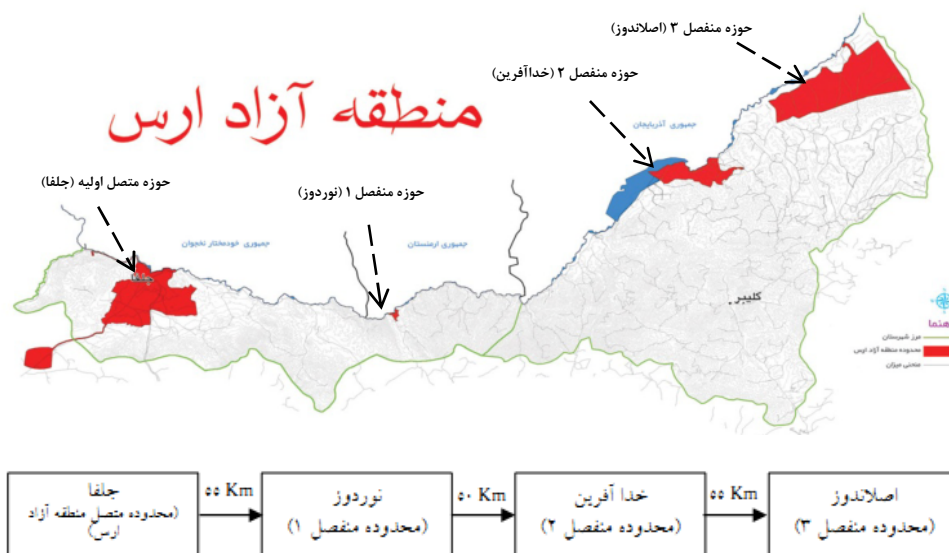 حوزه منفصل ۳ (اصلاندوز)
حوزه منفصل ۲ (خداآفرین)
منطقه آزاد ارس
جمهوری آذربایجان
حوزه متصل اولیه (جلفا)
حوزه منفصل ۱ (نوردوز)
جمهوری خودمختار نخجوان
جمهوری ارمنستان
جلفا
کلیبر
هنما
مرز شهرستان
محدوده منطقه آزاد ارس
منحنی میزان
جلفا
(محدوده متصل منطقه آزاد
ارس)
۵۵ Km
نوردوز
(محدوده منفصل ۱)
۵۰ Km
خدا آفرین
(محدوده منفصل ۲)
۵۵ Km
اصلاندوز
(محدوده منفصل ۳)